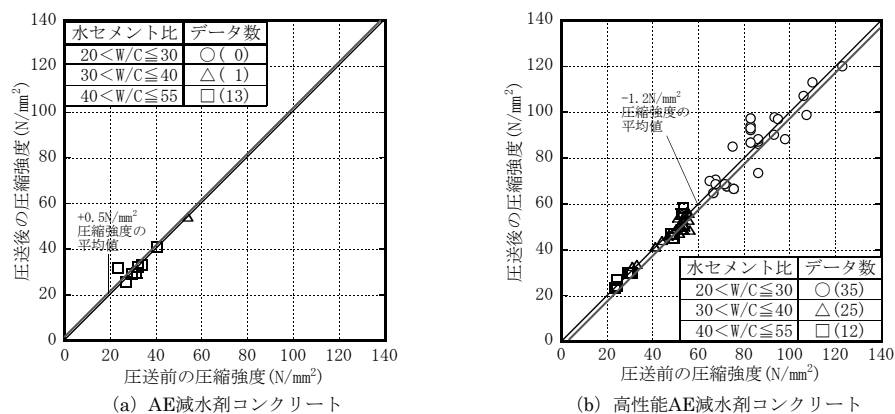 140
120
100
80
60
40
20
0
圧送後の圧縮強度(N/mm²)
水セメント比 データ数
20<W/C≦30 ○( 0)
30<W/C≦40 △( 1)
40<W/C≦55 □(13)
+0.5N/mm²
圧縮強度の
平均値
0 20 40 60 80 100 120 140
圧送前の圧縮強度(N/mm²)
(a) AE減水剤コンクリート
140
120
100
80
60
40
20
0
圧送後の圧縮強度(N/mm²)
-1.2N/mm²
圧縮強度の
平均値
水セメント比 データ数
20<W/C≦30 ○(35)
30<W/C≦40 △(25)
40<W/C≦55 □(12)
0 20 40 60 80 100 120 140
圧送前の圧縮強度(N/mm²)
(b) 高性能AE減水剤コンクリート